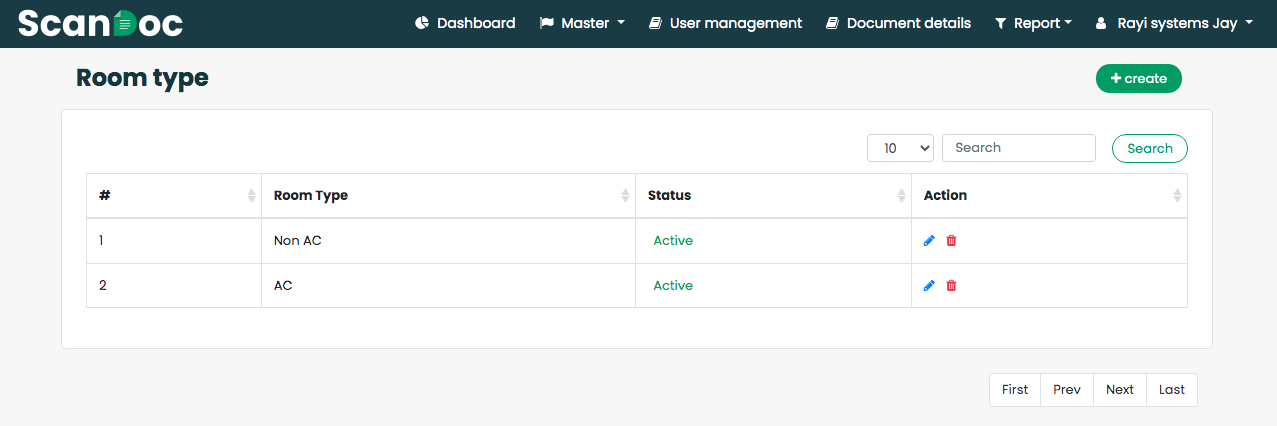 ScanDoc Dashboard Master User management Document details Report Rayi systems Jay
Room type + create
10 Search Search
# Room Type Status Action
1 Non AC Active
2 AC Active
First Prev Next Last